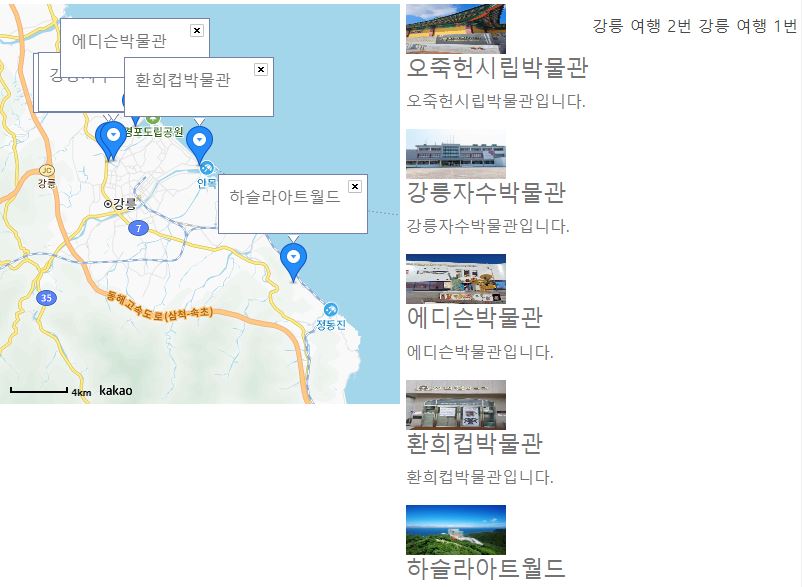 에디슨박물관
강릉자수
환희컵박물관
경포도립공원
JC
강릉
안목
강릉
하슬라아트월드
7
35
동해고속도로(삼척-속초)
정동진
4km kakao
오죽헌시립박물관
오죽헌시립박물관입니다.
강릉자수박물관
강릉자수박물관입니다.
에디슨박물관
에디슨박물관입니다.
환희컵박물관
환희컵박물관입니다.
하슬라아트월드
강릉 여행 2번 강릉 여행 1번